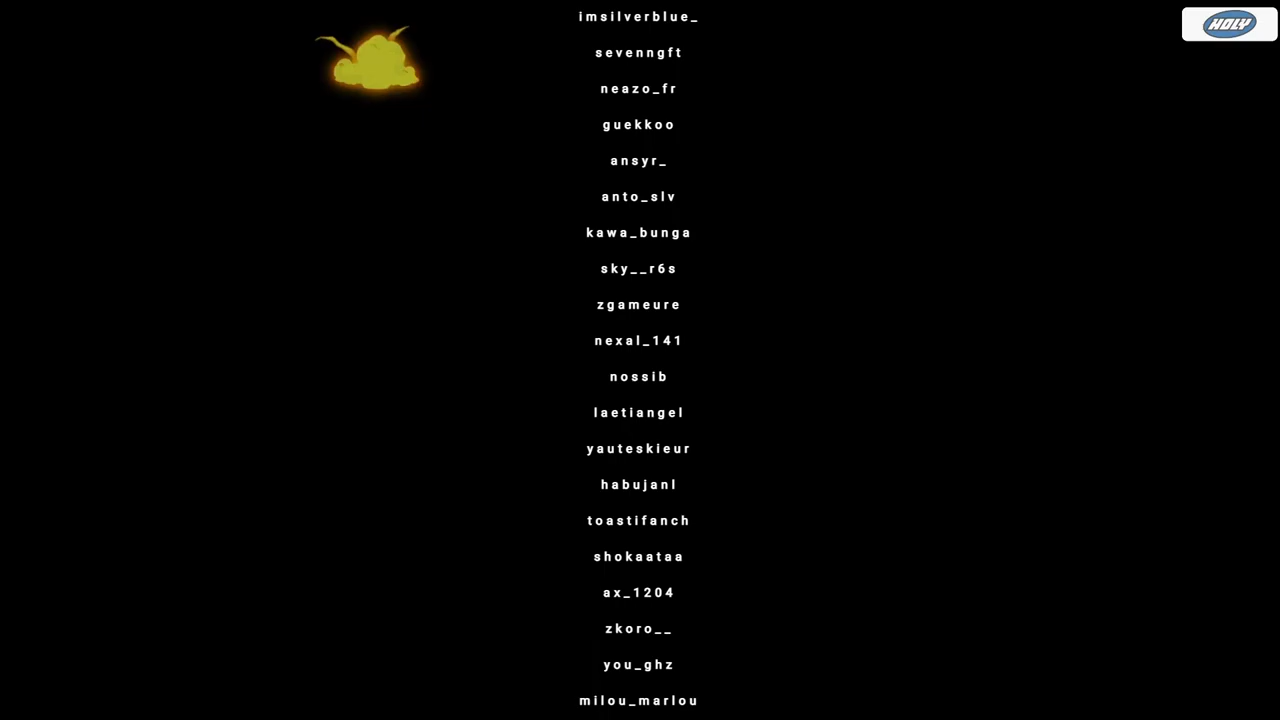 imsilverblue_
HOLY
sevenngft
neazo_fr
guekkoo
ansyr_
anto_slv
kawa_bunga
sky__r6s
zgameure
nexal_141
nossib
laetiangel
yauteskieur
habujanl
toastifanch
shokaataa
ax_1204
zkoro__
you_ghz
milou_marlou